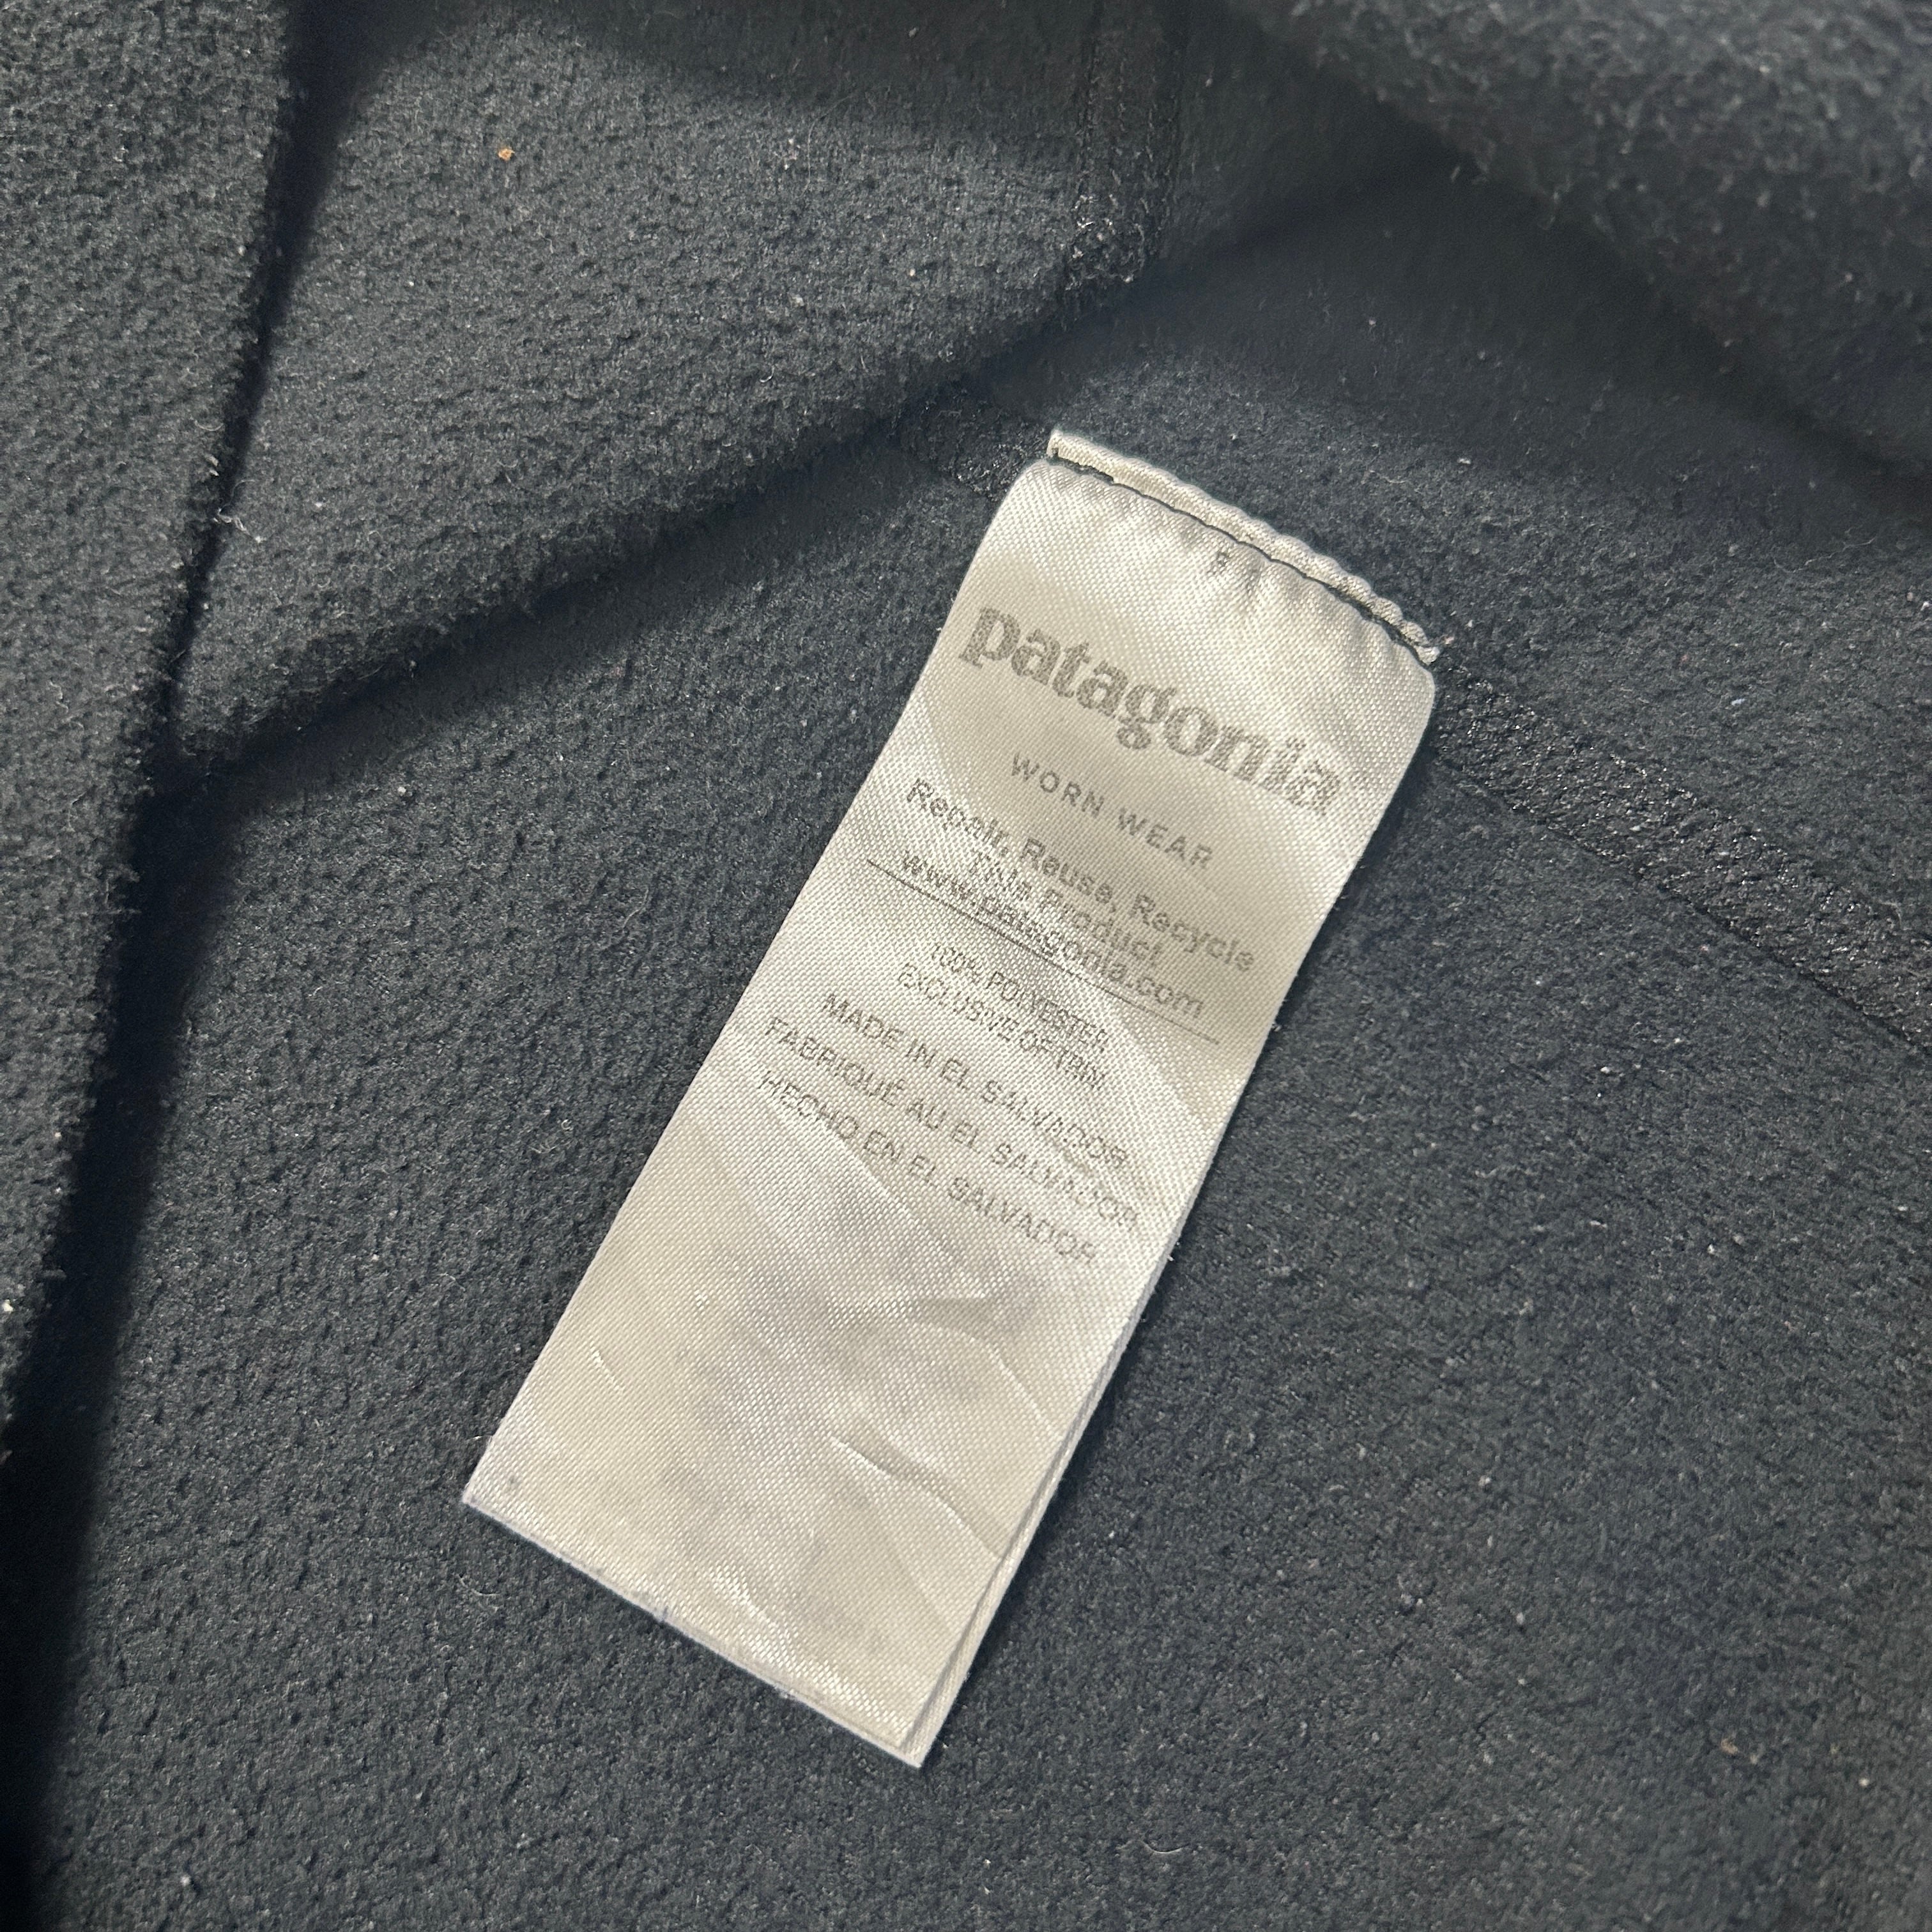 patagonia
WORN WEAR
Repair, Reuse, Recycle
This Product
www.patagonia.com
100% POLYESTER
EXCLUSIVE OF TRIM
MADE IN EL SALVADOR
FABRIQUÉ AU EL SALVADOR
HECHO EN EL SALVADOR